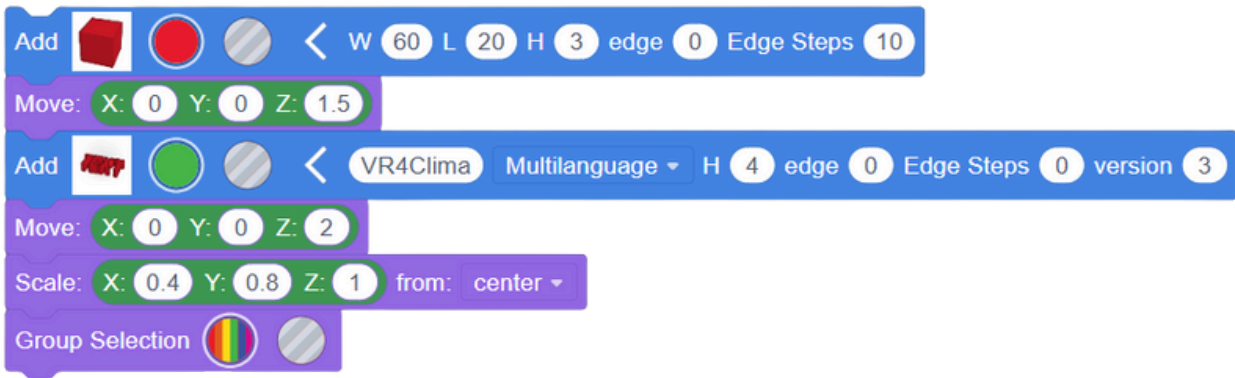 Add W 60 L 20 H 3 edge 0 Edge Steps 10
Move: X: 0 Y: 0 Z: 1.5
Add VR4Clima Multilanguage H 4 edge 0 Edge Steps 0 version 3
Move: X: 0 Y: 0 Z: 2
Scale: X: 0.4 Y: 0.8 Z: 1 from: center
Group Selection